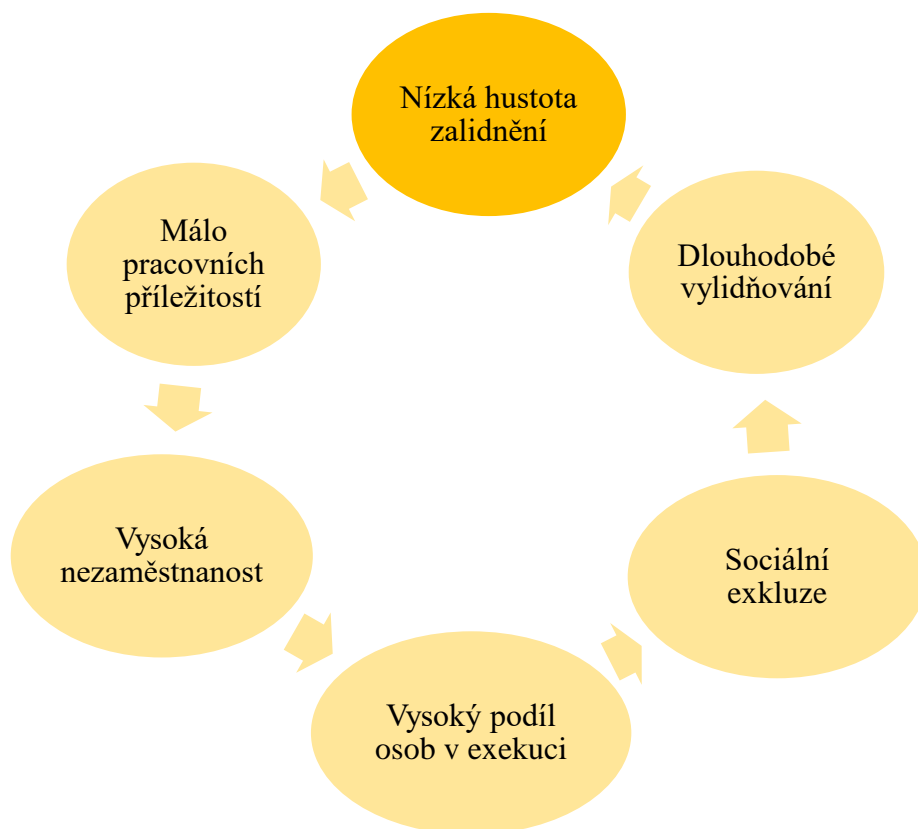 Nízká hustota
zalidnění
Málo
pracovních
příležitostí
Vysoká
nezaměstnanost
Vysoký podíl
osob v exekuci
Sociální
exkluze
Dlouhodobé
vylidňování